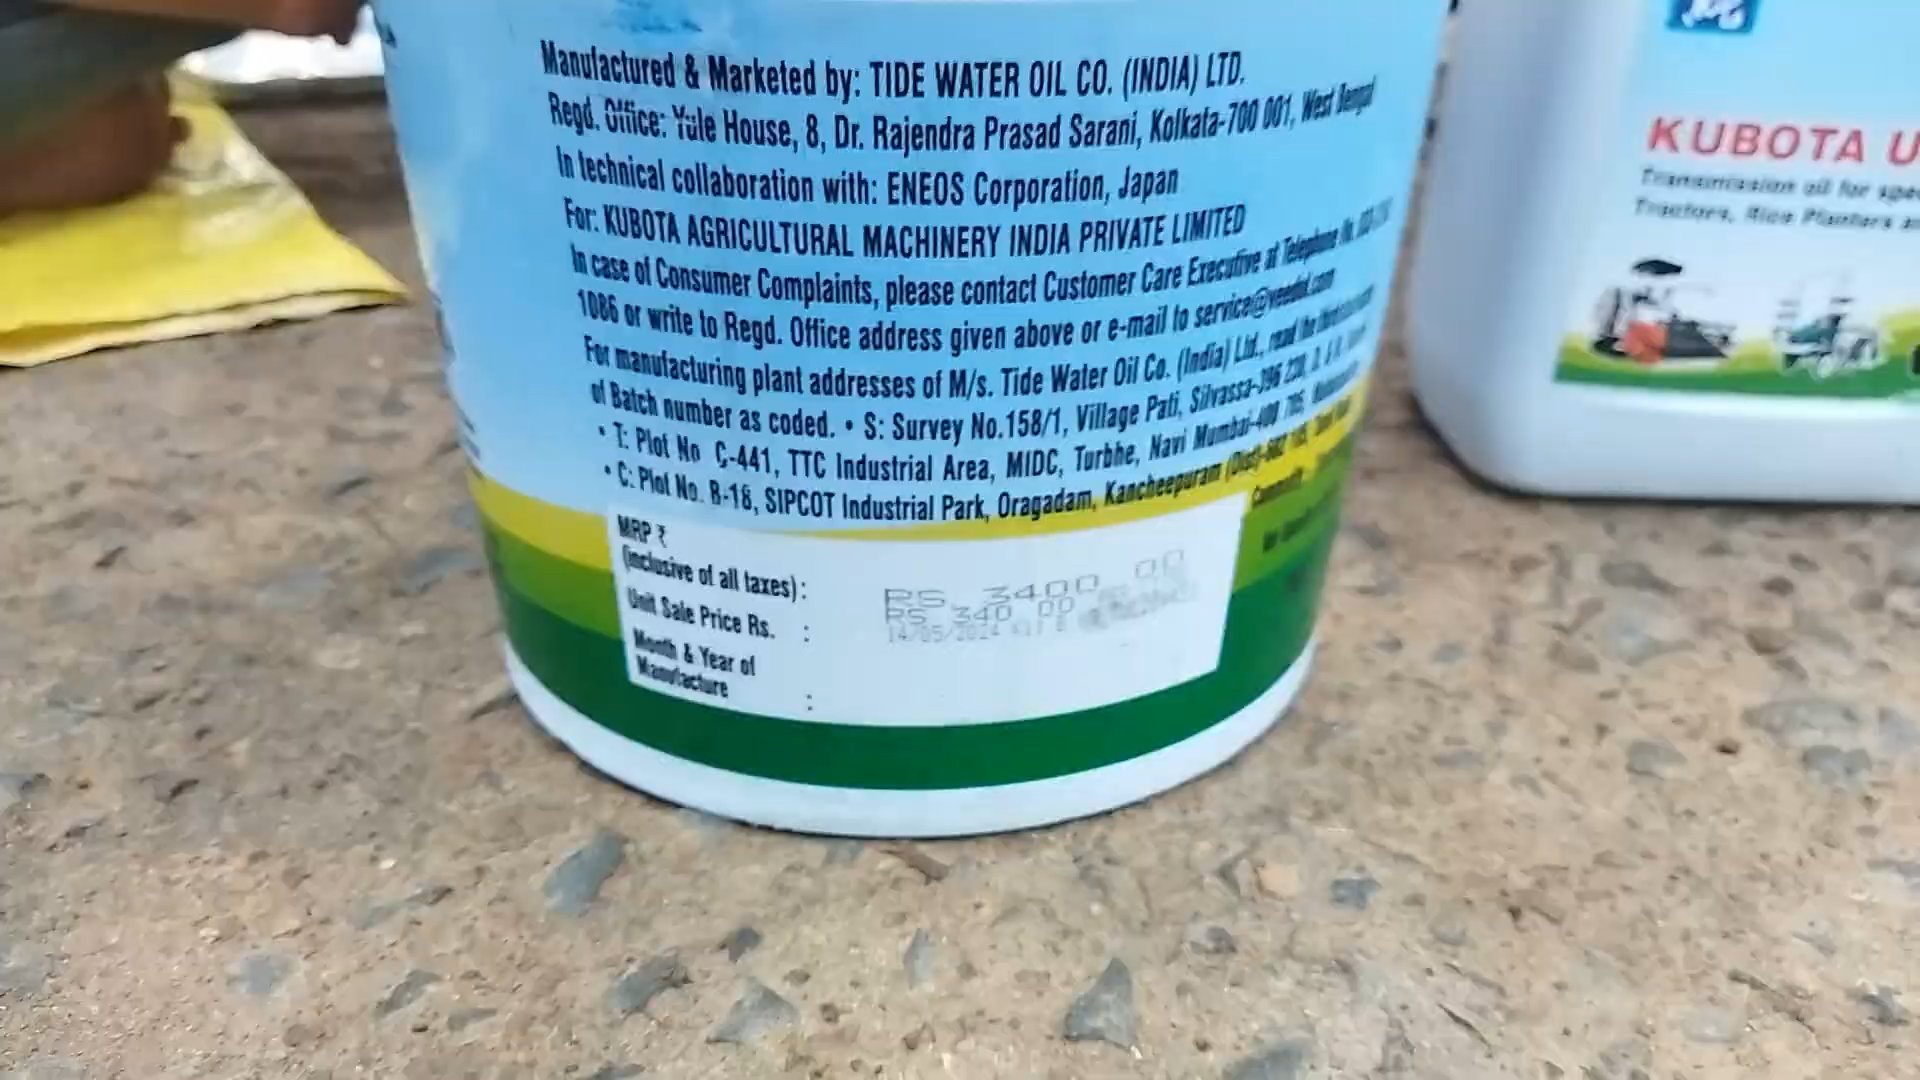 Manufactured & Marketed by: TIDE WATER OIL CO. (INDIA) LTD.
Regd. Office: Yule House, 8, Dr. Rajendra Prasad Sarani, Kolkata-700 001, West Bengal
In technical collaboration with: ENEOS Corporation, Japan
For: KUBOTA AGRICULTURAL MACHINERY INDIA PRIVATE LIMITED
In case of Consumer Complaints, please contact Customer Care Executive at Telephone No.
1086 or write to Regd. Office address given above or e-mail to service@veedol.com
For manufacturing plant addresses of M/s. Tide Water Oil Co. (India) Ltd., read the
of Batch number as coded. • S: Survey No.158/1, Village Pati, Silvassa-396 230,
• T: Plot No C-441, TTC Industrial Area, MIDC, Turbhe, Navi Mumbai-400 705,
• C: Plot No. B-18, SIPCOT Industrial Park, Oragadam, Kancheepuram (Dist)
MRP ₹
(inclusive of all taxes): RS 3400 00
Unit Sale Price Rs. : RS 340 00
14/05/2024
Month & Year of
Manufacture :
KUBOTA U
Transmission oil for
Tractors, Rice Planters